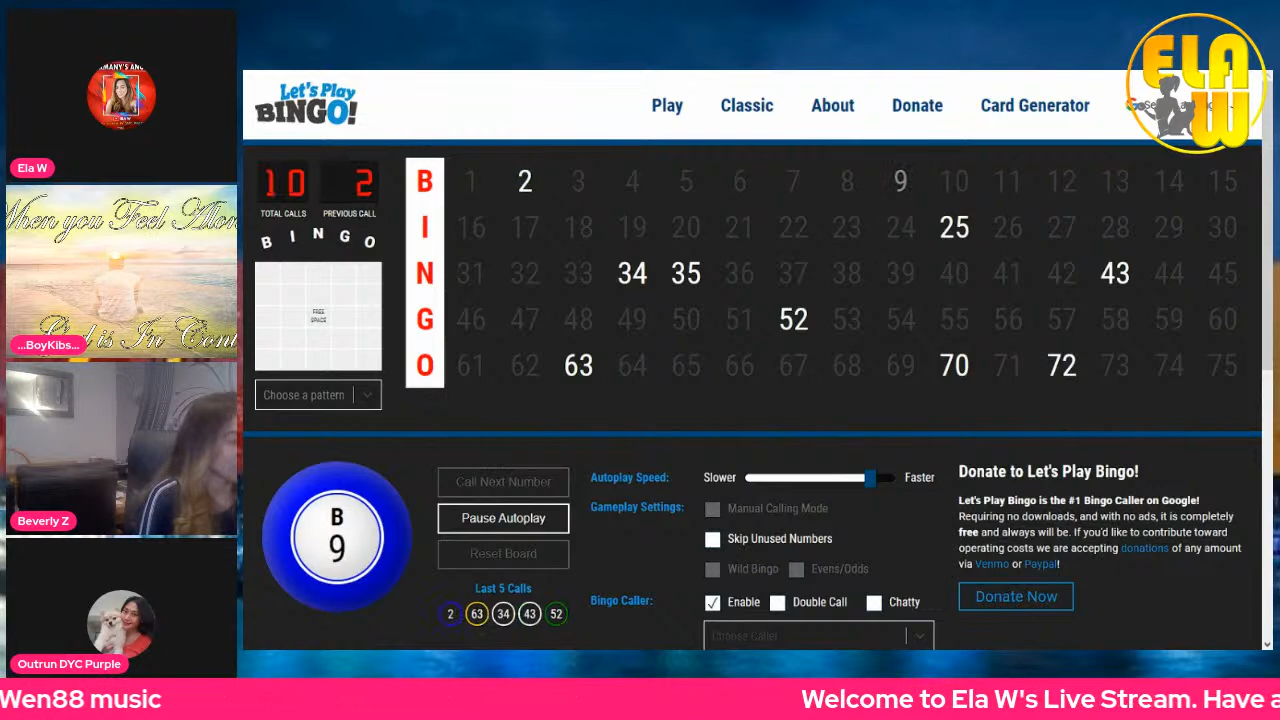 MANY'S ANG
Ela W
When you Feel Alon
God is In Cont
...BoyKibs...
Beverly Z
Outrun DYC Purple
Let's Play
BINGO!
Play
Classic
About
Donate
Card Generator
ELA
W
10
2
TOTAL CALLS
PREVIOUS CALL
B I N G O
FREE
SPACE
Choose a pattern
B 1 2 3 4 5 6 7 8 9 10 11 12 13 14 15
I 16 17 18 19 20 21 22 23 24 25 26 27 28 29 30
N 31 32 33 34 35 36 37 38 39 40 41 42 43 44 45
G 46 47 48 49 50 51 52 53 54 55 56 57 58 59 60
O 61 62 63 64 65 66 67 68 69 70 71 72 73 74 75
B
9
Call Next Number
Pause Autoplay
Reset Board
Last 5 Calls
2 63 34 43 52
Autoplay Speed:
Slower
Faster
Gameplay Settings:
Manual Calling Mode
Skip Unused Numbers
Wild Bingo
Evens/Odds
Bingo Caller:
Enable
Double Call
Chatty
Choose Caller
Donate to Let's Play Bingo!
Let's Play Bingo is the #1 Bingo Caller on Google!
Requiring no downloads, and with no ads, it is completely
free and always will be. If you'd like to contribute toward
operating costs we are accepting donations of any amount
via Venmo or Paypal!
Donate Now
Wen88 music
Welcome to Ela W's Live Stream. Have a